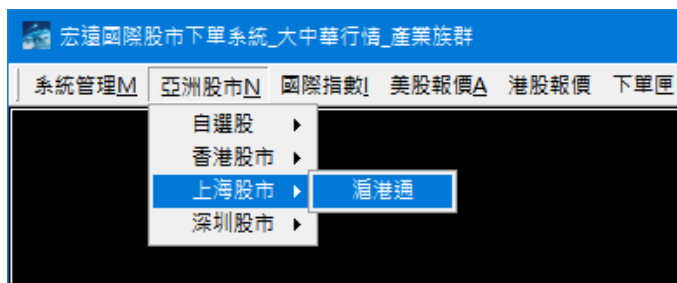 宏遠國際股市下單系統_大中華行情_產業族群
系統管理M 亞洲股市N 國際指數I 美股報價A 港股報價 下單匣
自選股
香港股市
上海股市 滬港通
深圳股市